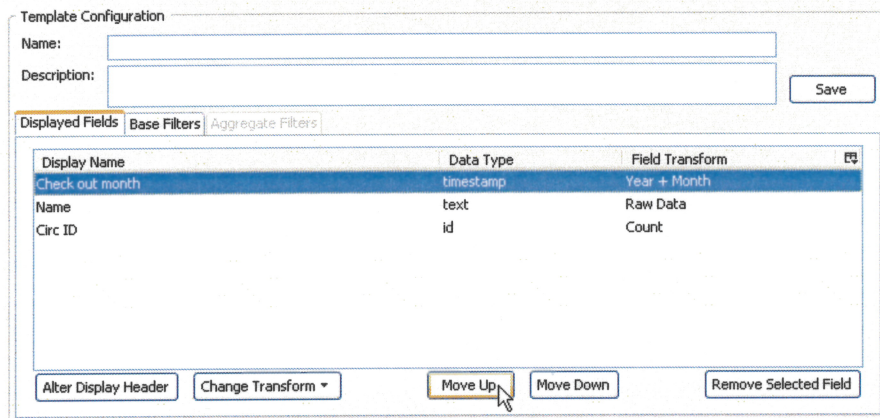 Template Configuration
Name:
Description:
Save
Displayed Fields Base Filters Aggregate Filters
Display Name Data Type Field Transform
Check out month timestamp Year + Month
Name text Raw Data
Circ ID id Count
Alter Display Header Change Transform Move Up Move Down Remove Selected Field